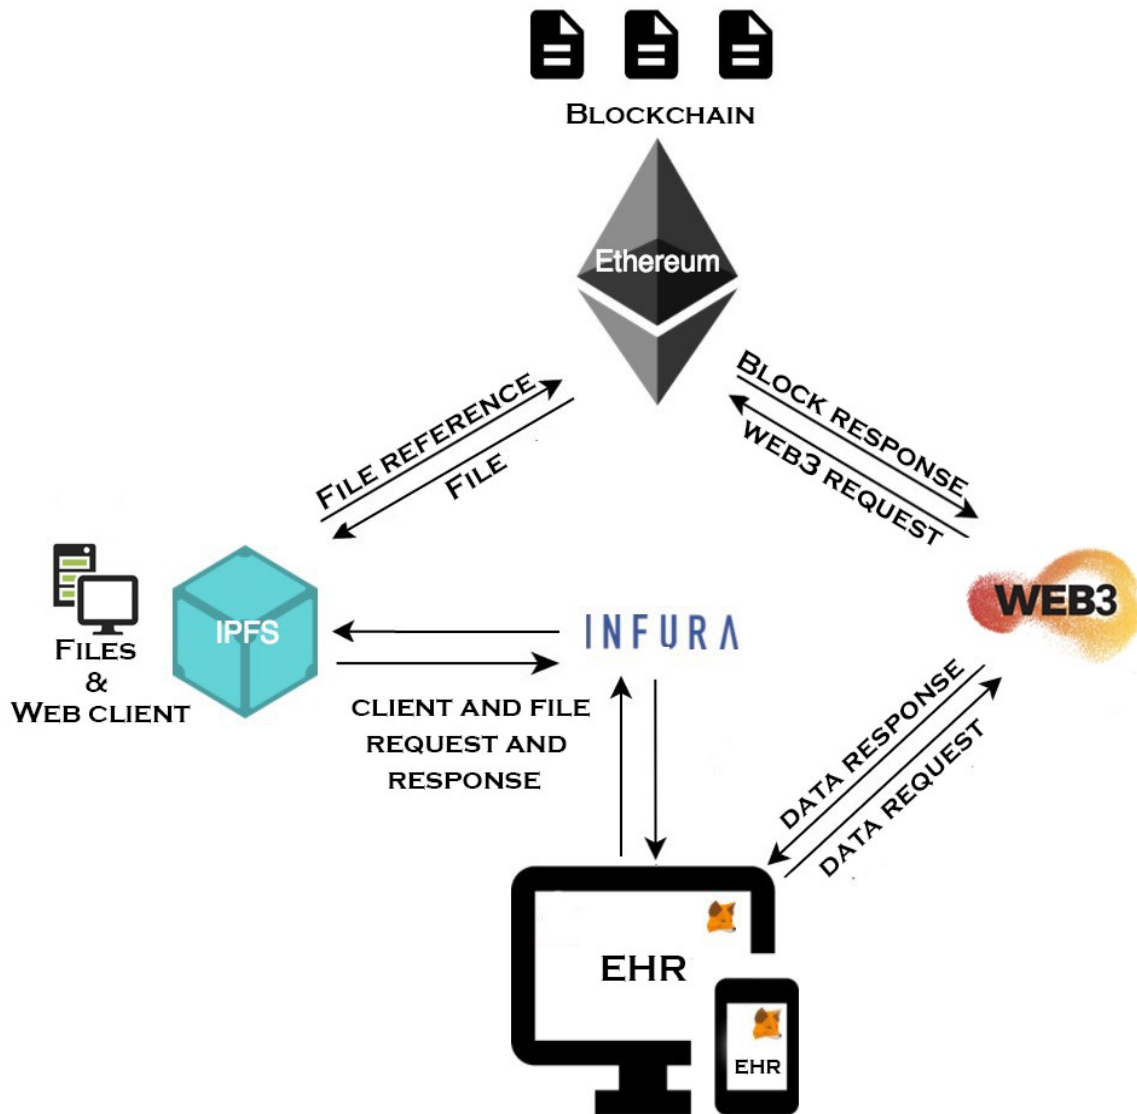 BLOCKCHAIN
Ethereum
FILE REFERENCE
FILE
BLOCK RESPONSE
WEB3 REQUEST
IPFS
FILES
&
WEB CLIENT
INFURA
WEB3
CLIENT AND FILE
REQUEST AND
RESPONSE
DATA RESPONSE
DATA REQUEST
EHR
EHR